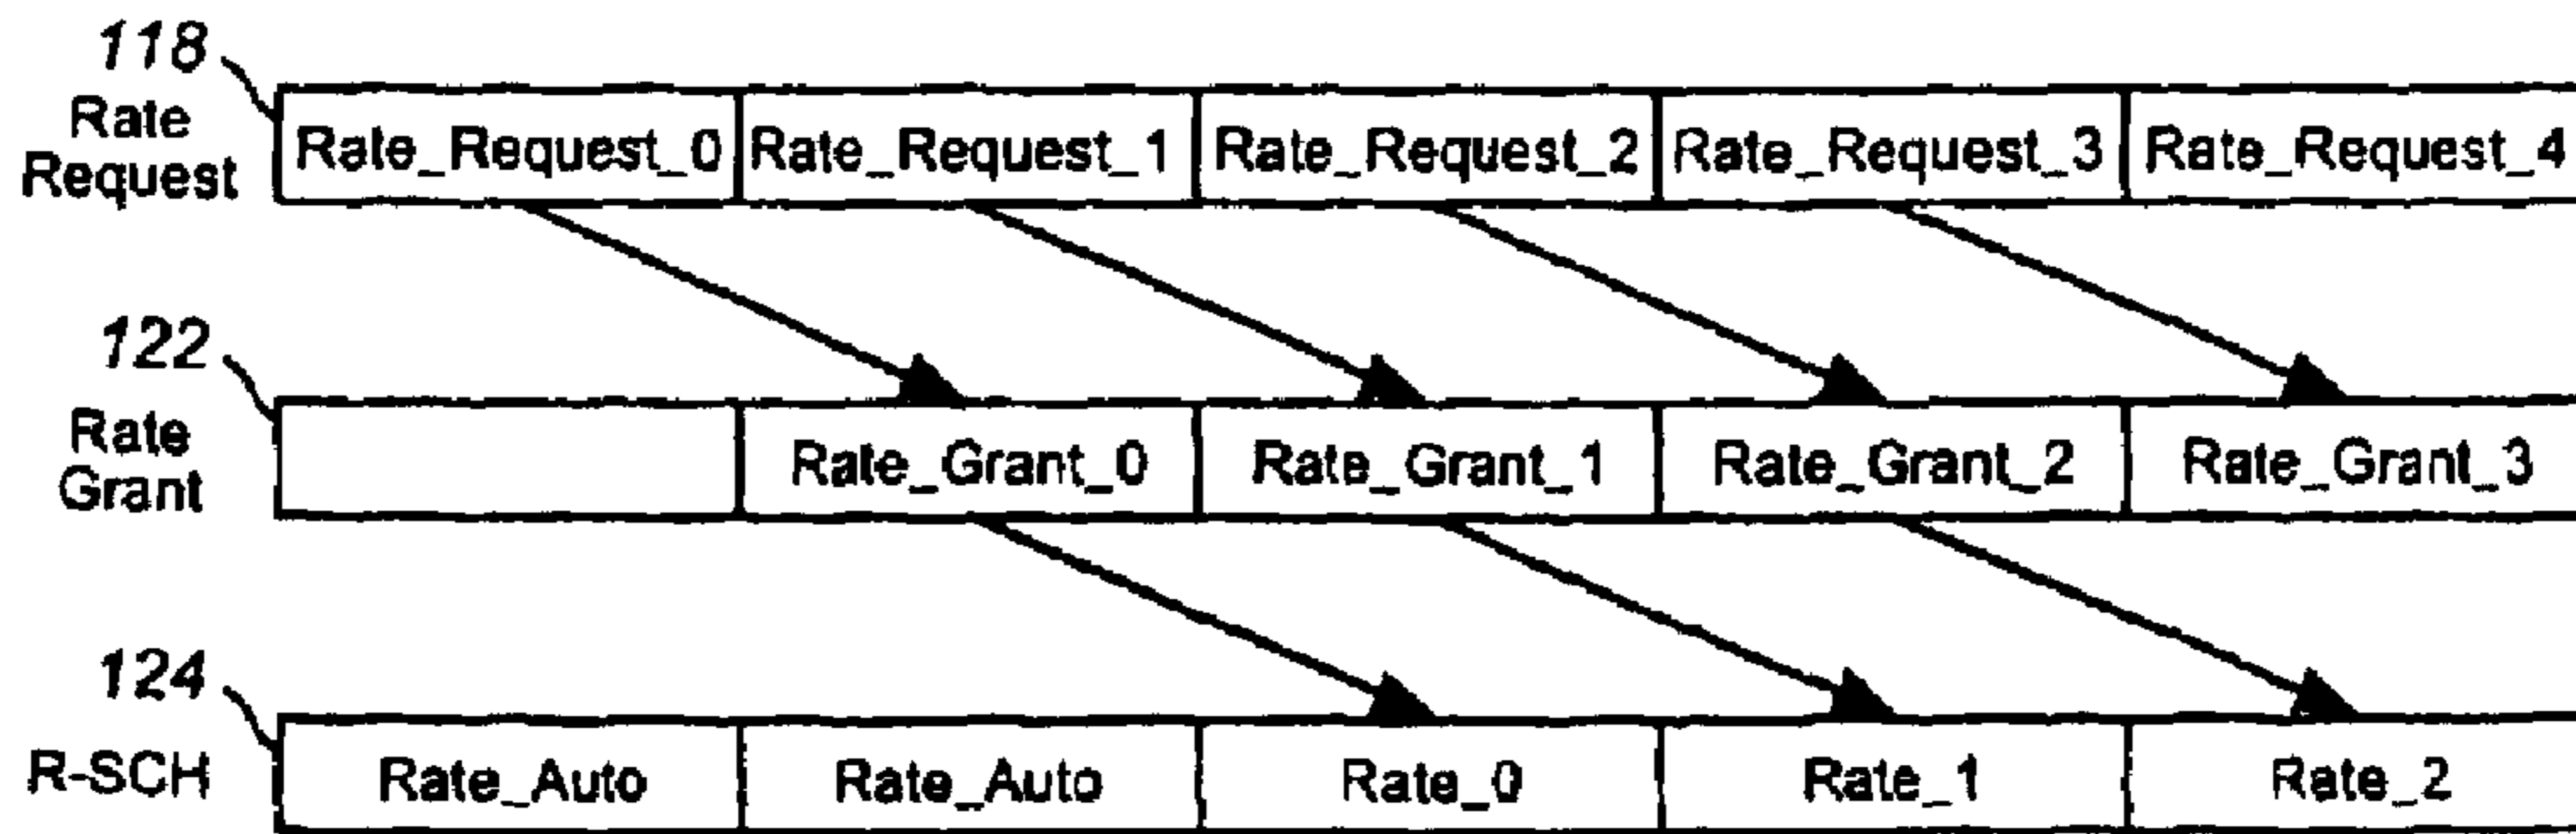 118
Rate
Request
Rate_Request_0 Rate_Request_1 Rate_Request_2 Rate_Request_3 Rate_Request_4
122
Rate
Grant
Rate_Grant_0 Rate_Grant_1 Rate_Grant_2 Rate_Grant_3
124
R-SCH
Rate_Auto Rate_Auto Rate_0 Rate_1 Rate_2